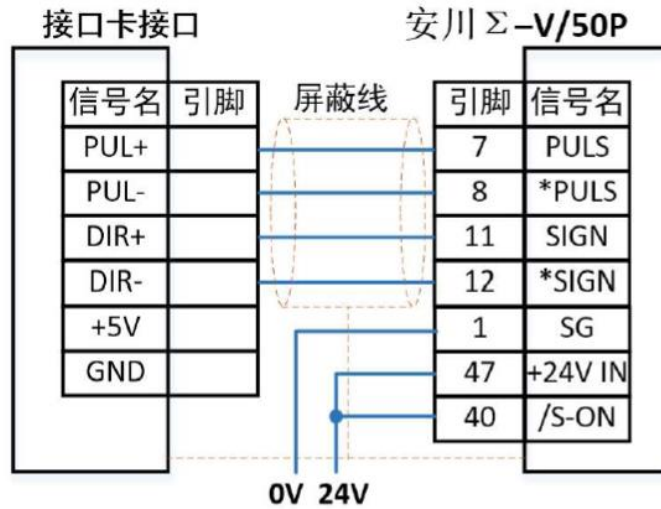 接口卡接口 安川Σ-V/50P
信号名 引脚 屏蔽线 引脚 信号名
PUL+ 7 PULS
PUL- 8 *PULS
DIR+ 11 SIGN
DIR- 12 *SIGN
+5V 1 SG
GND 47 +24V IN
40 /S-ON
0V 24V